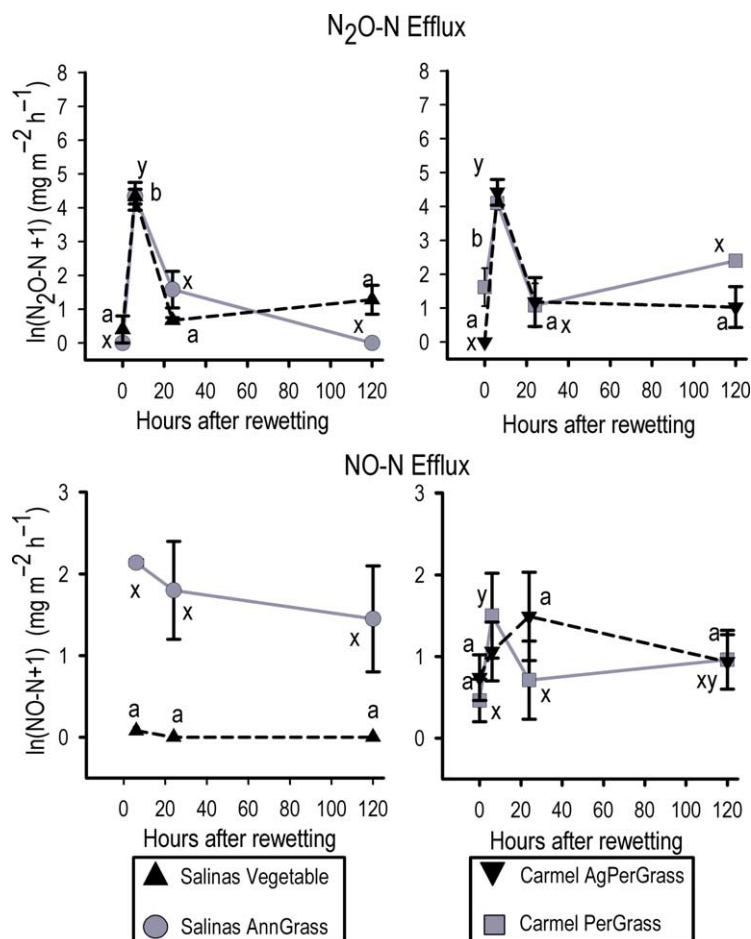 N2O-N Efflux
ln(N2O-N +1) (mg m−2 h−1)
8
7
6
5
4
3
2
1
0
y
b
a
x
x
a
a
x
0 20 40 60 80 100 120
Hours after rewetting
8
7
6
5
4
3
2
1
0
y
b
a
x
a x
x
a
0 20 40 60 80 100 120
Hours after rewetting
NO-N Efflux
ln(NO-N+1) (mg m−2 h−1)
3
2
1
0
x
x
x
a
a
a
0 20 40 60 80 100 120
Hours after rewetting
3
2
1
0
y
a
a
a
x
x
a
xy
0 20 40 60 80 100 120
Hours after rewetting
Salinas Vegetable
Salinas AnnGrass
Carmel AgPerGrass
Carmel PerGrass